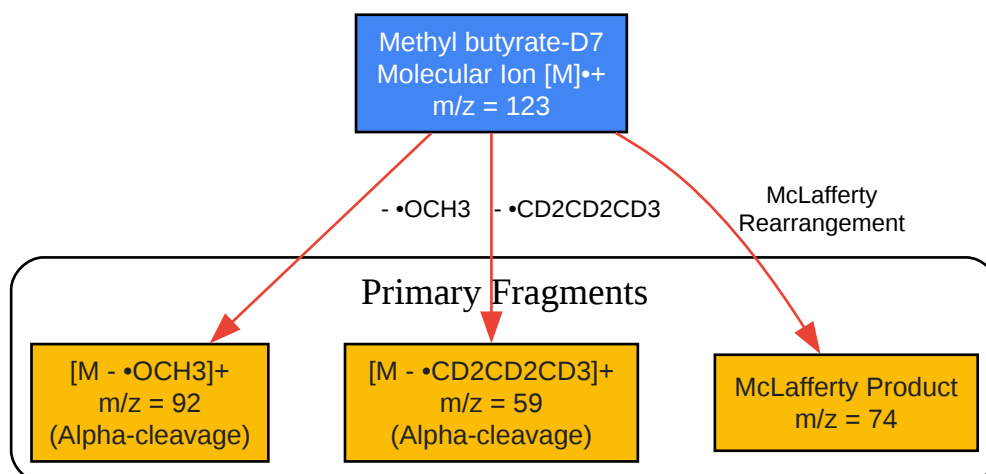 Methyl butyrate-D7
Molecular Ion [M]•+
m/z = 123
- •OCH3
- •CD2CD2CD3
McLafferty
Rearrangement
Primary Fragments
[M - •OCH3]+
m/z = 92
(Alpha-cleavage)
[M - •CD2CD2CD3]+
m/z = 59
(Alpha-cleavage)
McLafferty Product
m/z = 74